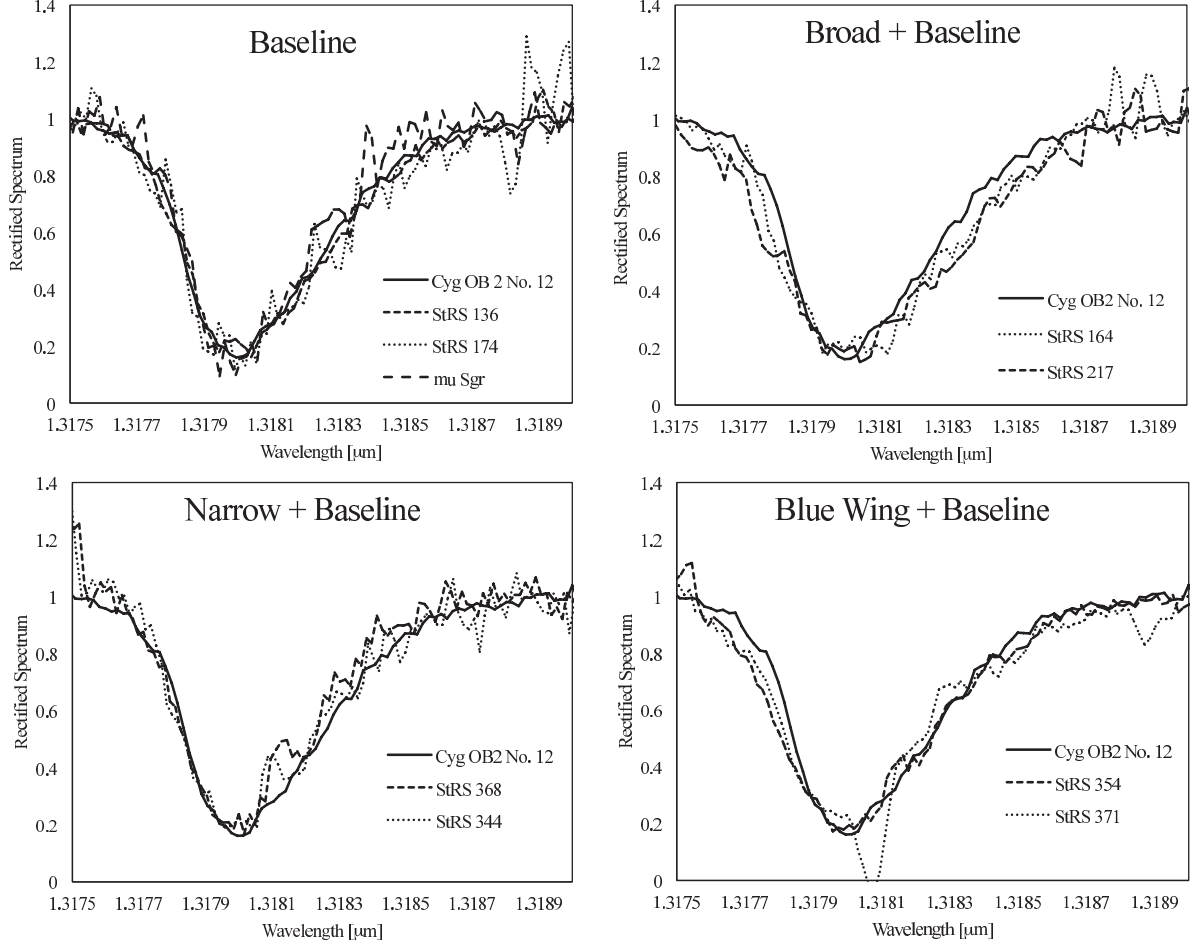 Baseline
1.4
1.2
1
0.8
0.6
0.4
0.2
0
Rectified Spectrum
Cyg OB 2 No. 12
StRS 136
StRS 174
mu Sgr
1.3175 1.3177 1.3179 1.3181 1.3183 1.3185 1.3187 1.3189
Wavelength [μm]
Broad + Baseline
1.4
1.2
1
0.8
0.6
0.4
0.2
0
Rectified Spectrum
Cyg OB2 No. 12
StRS 164
StRS 217
1.3175 1.3177 1.3179 1.3181 1.3183 1.3185 1.3187 1.3189
Wavelength [μm]
Narrow + Baseline
1.4
1.2
1
0.8
0.6
0.4
0.2
0
Rectified Spectrum
Cyg OB2 No. 12
StRS 368
StRS 344
1.3175 1.3177 1.3179 1.3181 1.3183 1.3185 1.3187 1.3189
Wavelength [μm]
Blue Wing + Baseline
1.4
1.2
1
0.8
0.6
0.4
0.2
0
Rectified Spectrum
Cyg OB2 No. 12
StRS 354
StRS 371
1.3175 1.3177 1.3179 1.3181 1.3183 1.3185 1.3187 1.3189
Wavelength [μm]